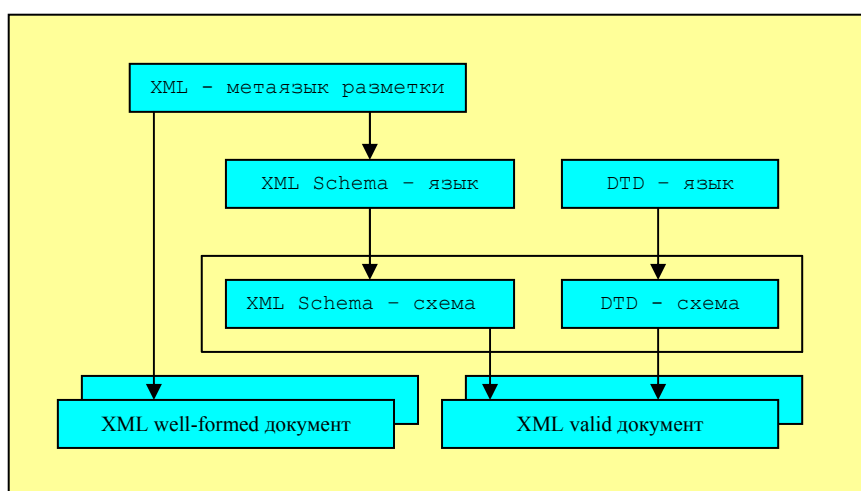 XML - метаязык разметки
XML Schema – язык
DTD – язык
XML Schema – схема
DTD - схема
XML well-formed документ
XML valid документ